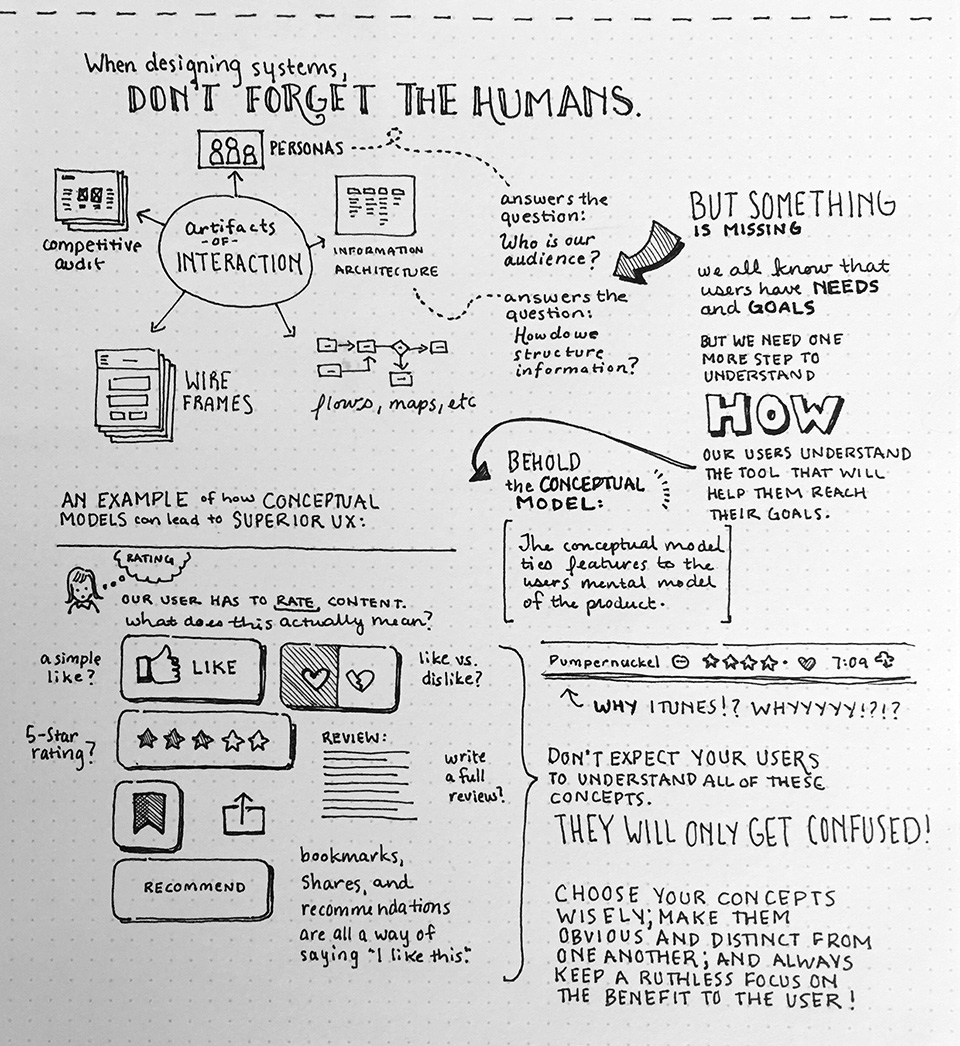 When designing systems,
DON'T FORGET THE HUMANS.
PERSONAS
competitive
audit
artifacts
-OF-
INTERACTION
INFORMATION
ARCHITECTURE
WIRE
FRAMES
flows, maps, etc
answers the
question:
Who is our
audience?
answers the
question:
How do we
structure
information?
BUT SOMETHING
IS MISSING
we all know that
users have NEEDS
and GOALS
BUT WE NEED ONE
MORE STEP TO
UNDERSTAND
HOW
OUR USERS UNDERSTAND
THE TOOL THAT WILL
HELP THEM REACH
THEIR GOALS.
BEHOLD
the CONCEPTUAL
MODEL:
The conceptual model
ties features to the
users mental model
of the product.
AN EXAMPLE of how CONCEPTUAL
MODELS can lead to SUPERIOR UX:
RATING
OUR USER HAS TO RATE CONTENT.
What does this actually mean?
a simple
like?
LIKE
like vs.
dislike?
5-Star
rating?
REVIEW:
write
a full
review?
RECOMMEND
bookmarks,
Shares, and
recommendations
are all a way of
saying "I like this."
Pumpernickel
7:09
WHY ITUNES!? WHYYYYY!?!?
DON'T EXPECT YOUR USERS
TO UNDERSTAND ALL OF THESE
CONCEPTS.
THEY WILL ONLY GET CONFUSED!
CHOOSE YOUR CONCEPTS
WISELY; MAKE THEM
OBVIOUS AND DISTINCT FROM
ONE ANOTHER; AND ALWAYS
KEEP A RUTHLESS FOCUS ON
THE BENEFIT TO THE USER!